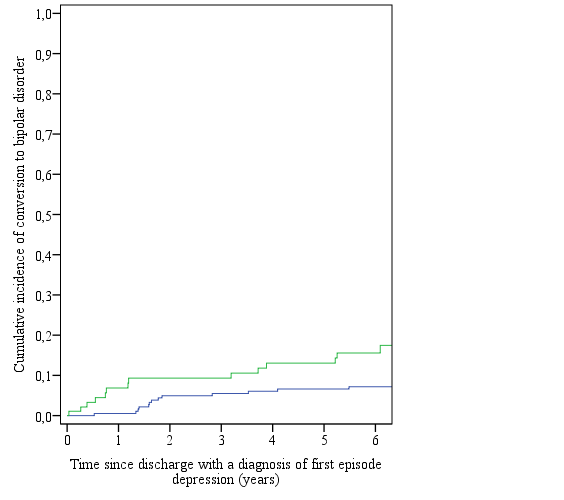 Cumulative incidence of conversion to bipolar disorder
1,0
0,9
0,8
0,7
0,6
0,5
0,4
0,3
0,2
0,1
0,0
0 1 2 3 4 5 6
Time since discharge with a diagnosis of first episode
depression (years)